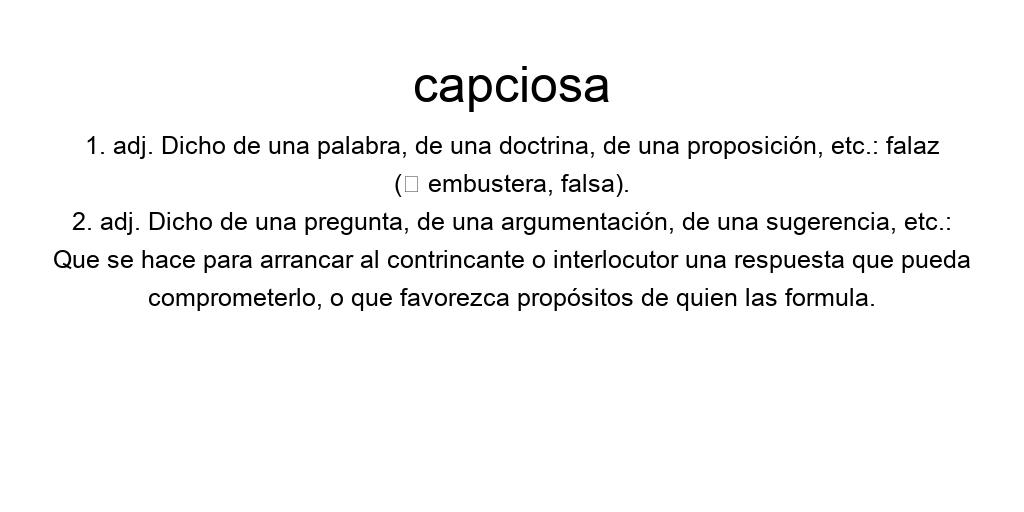 capciosa
1. adj. Dicho de una palabra, de una doctrina, de una proposición, etc.: falaz
(□ embustera, falsa).
2. adj. Dicho de una pregunta, de una argumentación, de una sugerencia, etc.:
Que se hace para arrancar al contrincante o interlocutor una respuesta que pueda
comprometerlo, o que favorezca propósitos de quien las formula.